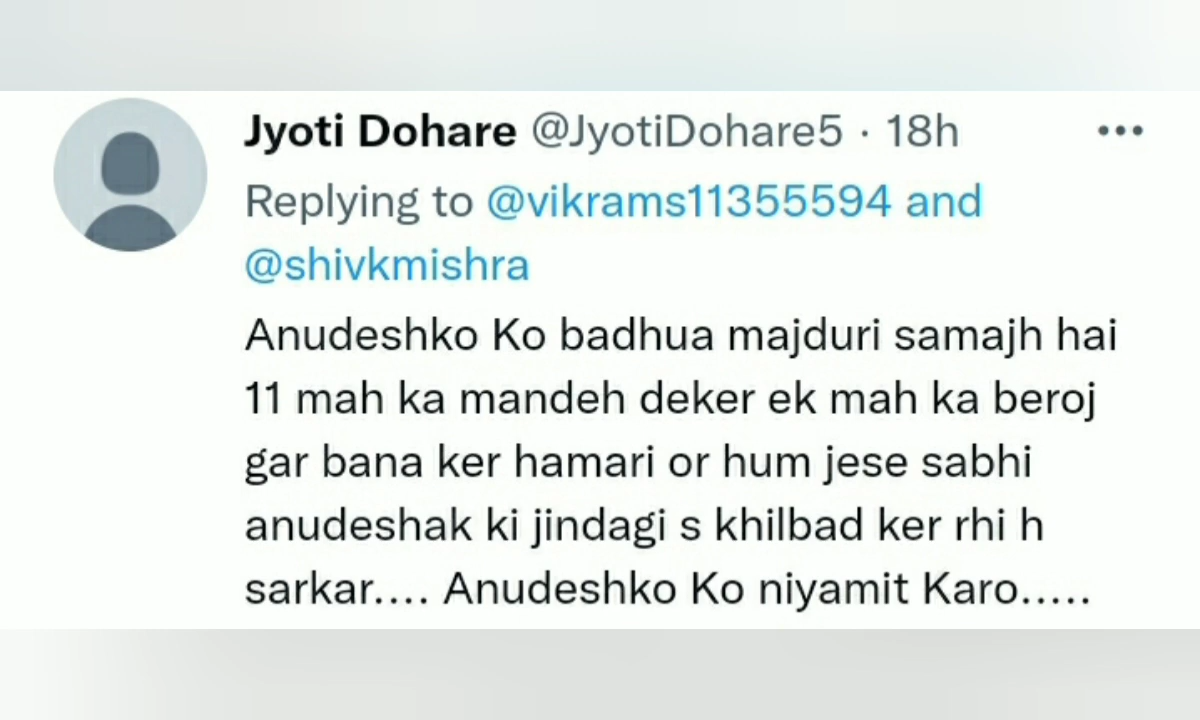 Jyoti Dohare @JyotiDohare5 · 18h
Replying to @vikrams11355594 and
@shivkmishra
Anudeshko Ko badhua majduri samajh hai
11 mah ka mandeh deker ek mah ka beroj
gar bana ker hamari or hum jese sabhi
anudeshak ki jindagi s khilbad ker rhi h
sarkar.... Anudeshko Ko niyamit Karo.....